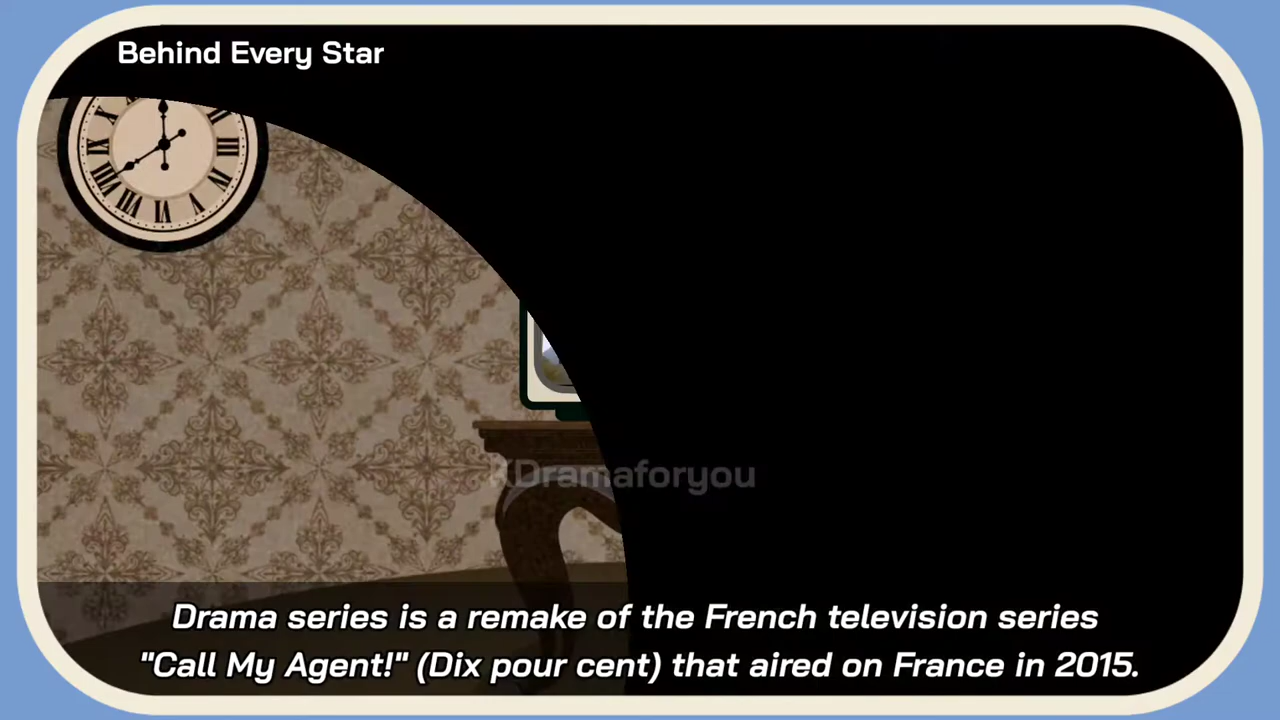 Behind Every Star
KDramaforyou
Drama series is a remake of the French television series
"Call My Agent!" (Dix pour cent) that aired on France in 2015.